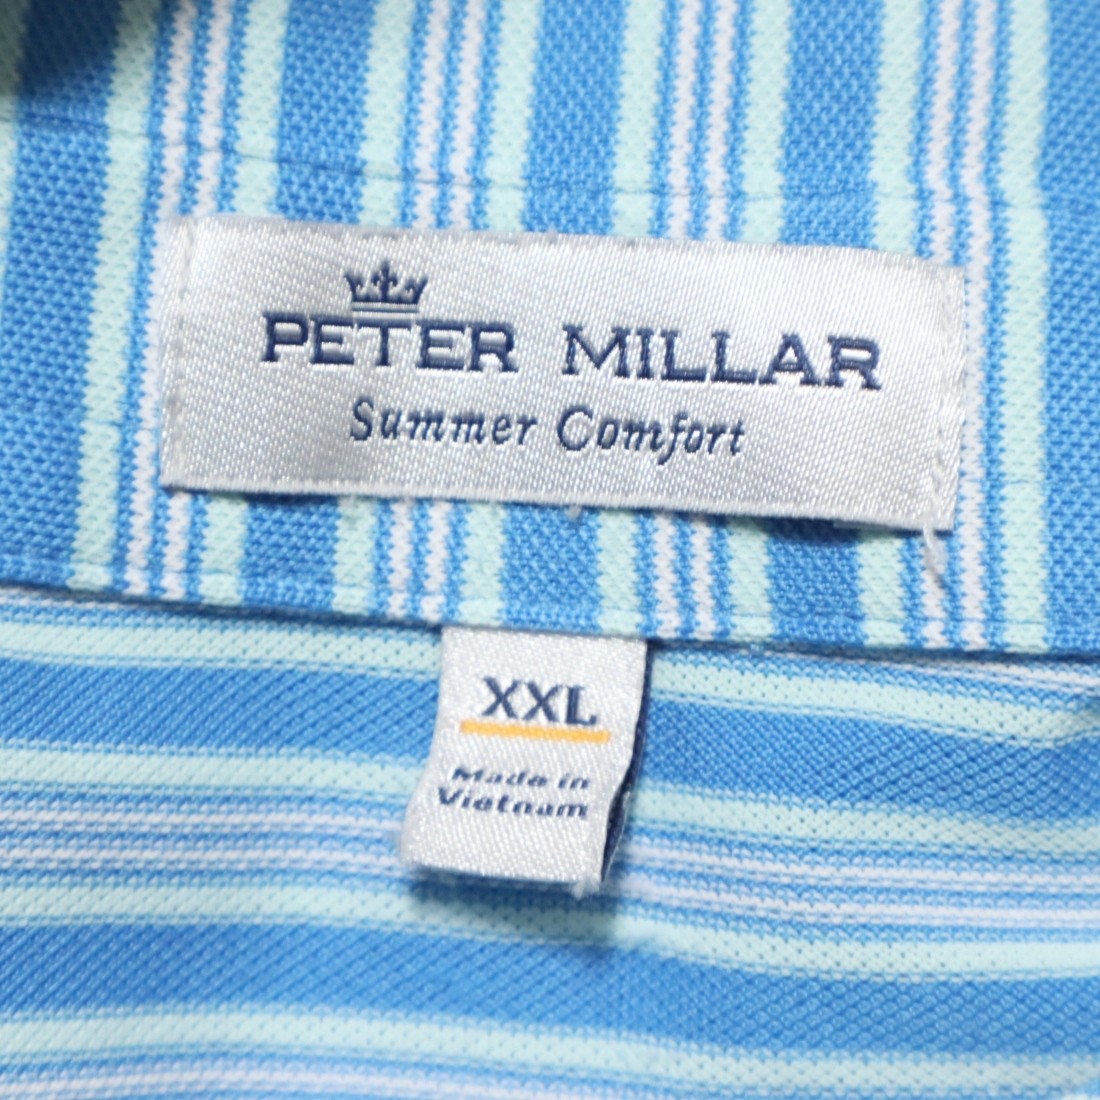 PETER MILLAR
Summer Comfort
XXL
Made in
Vietnam